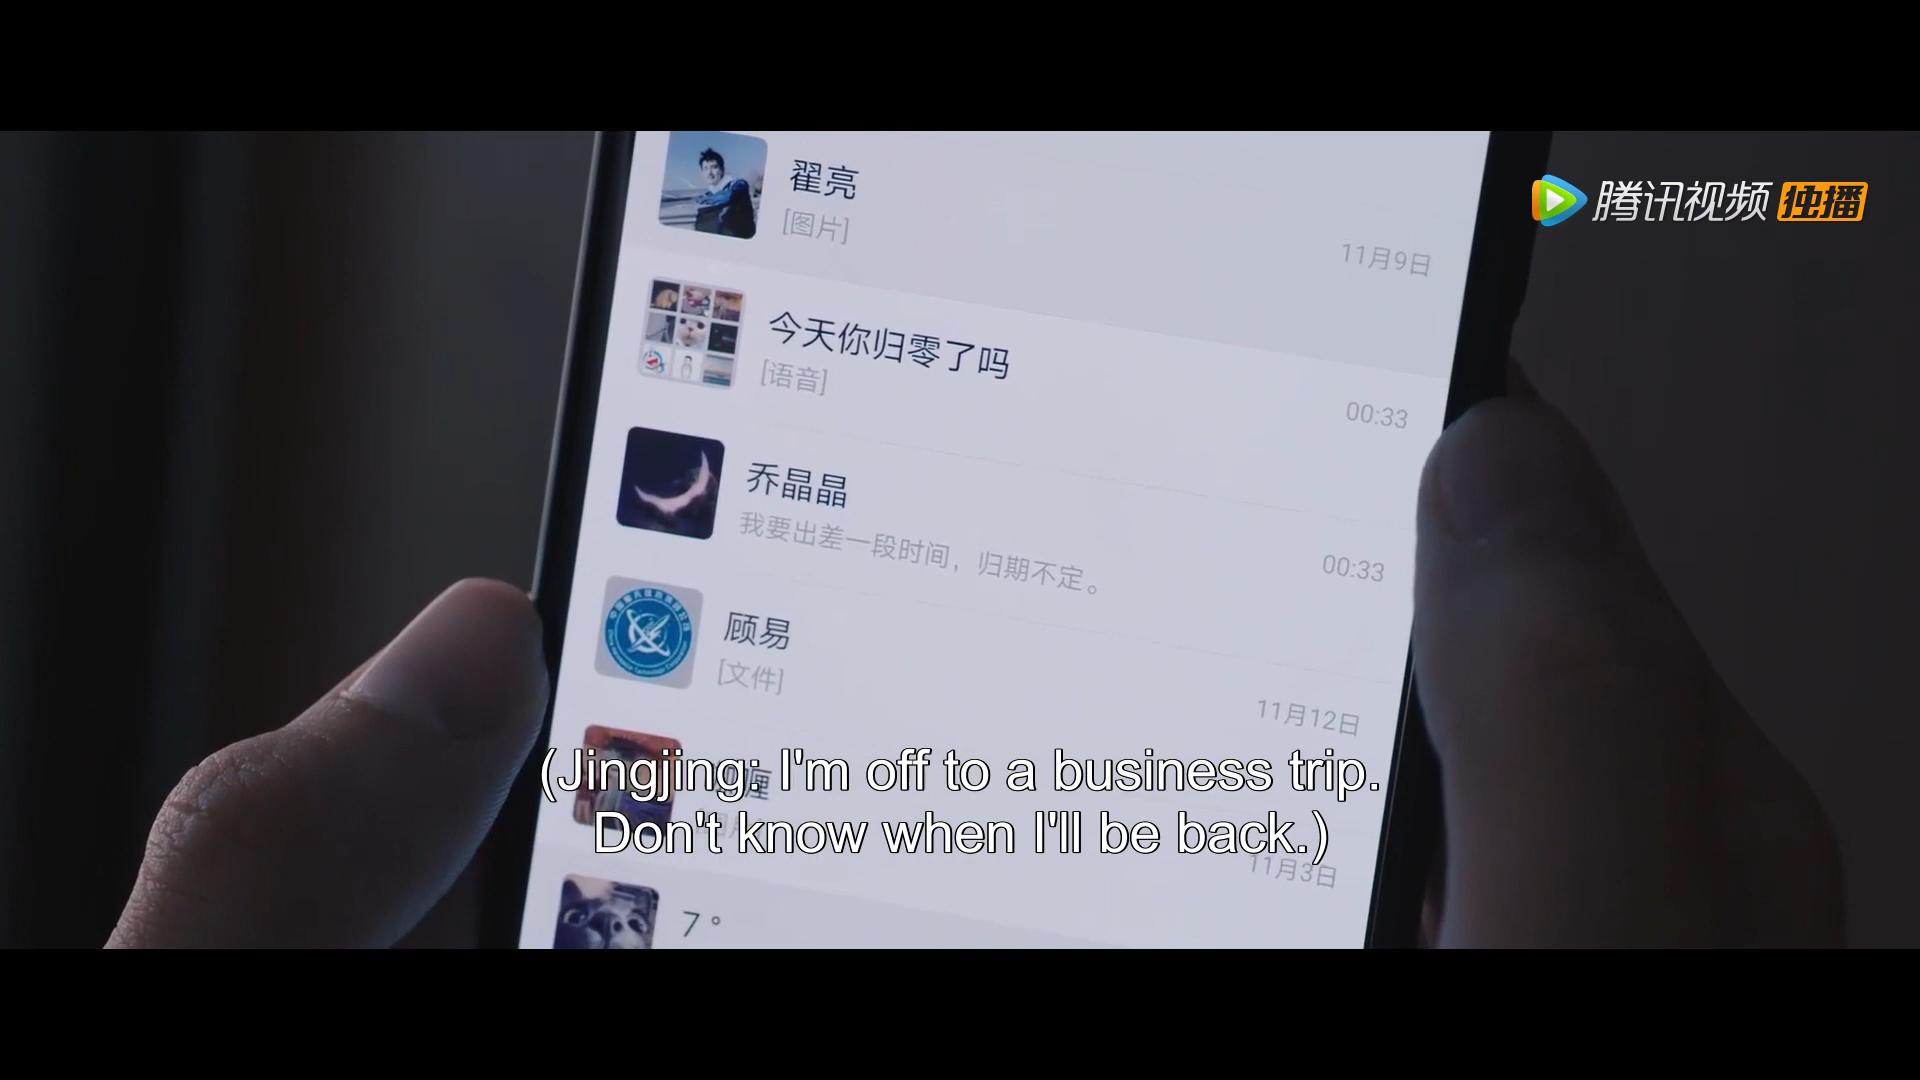 腾讯视频 独播
翟亮
[图片]
11月9日
今天你归零了吗
[语音]
00:33
乔晶晶
我要出差一段时间，归期不定。
00:33
顾易
[文件]
11月12日
(Jingjing: I'm off to a business trip.
Don't know when I'll be back.)
11月3日
7°